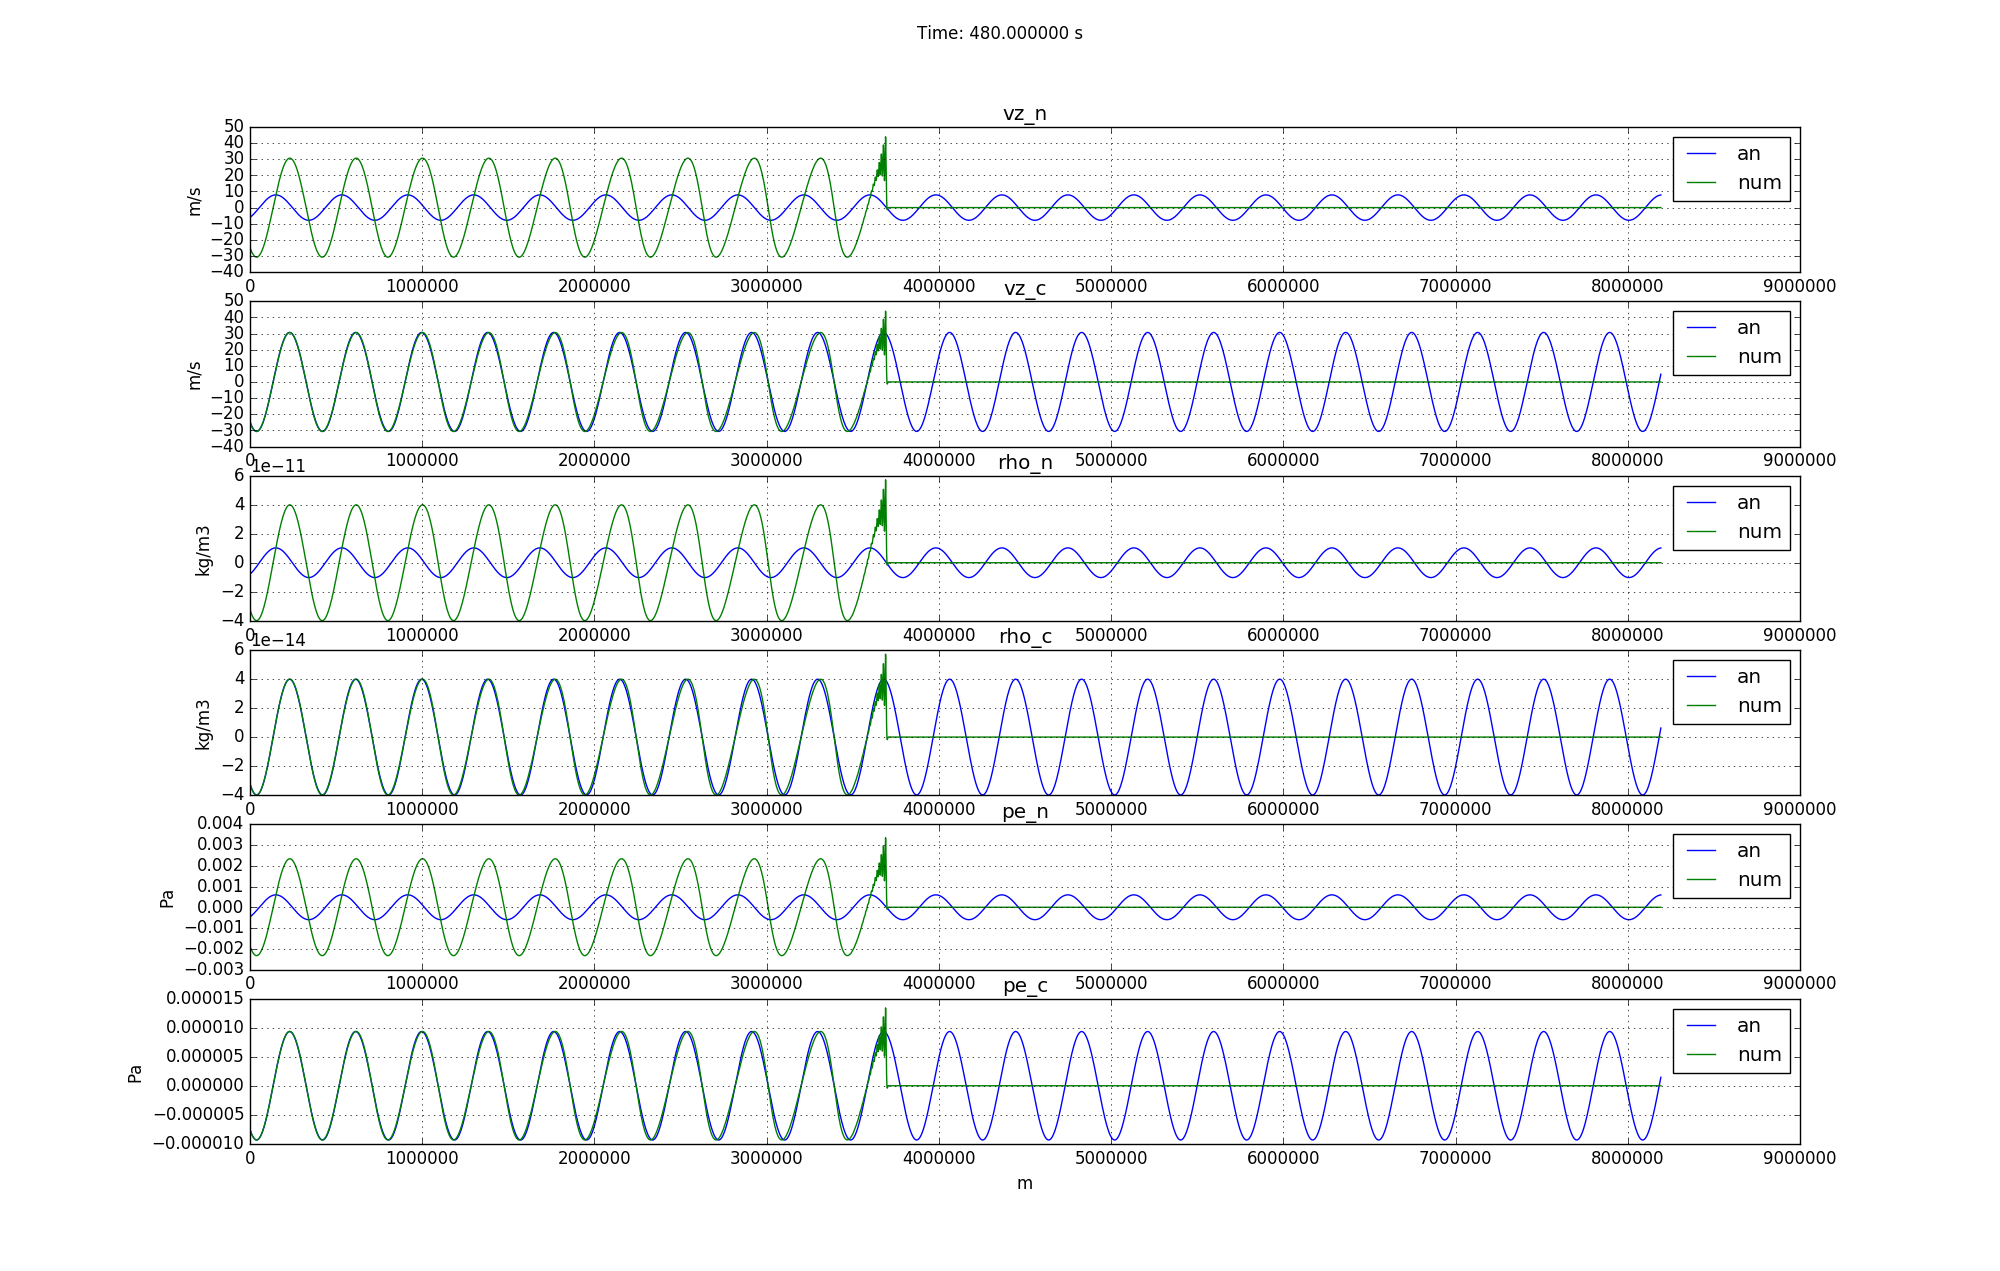 Time: 480.000000 s
vz_n
50
40
30
20
10
0
−10
−20
−30
−40
m/s
an
num
0 1000000 2000000 3000000 4000000 5000000 6000000 7000000 8000000 9000000
vz_c
50
40
30
20
10
0
−10
−20
−30
−40
m/s
an
num
0 1000000 2000000 3000000 4000000 5000000 6000000 7000000 8000000 9000000
1e−11
rho_n
6
4
2
0
−2
−4
kg/m3
an
num
0 1000000 2000000 3000000 4000000 5000000 6000000 7000000 8000000 9000000
1e−14
rho_c
6
4
2
0
−2
−4
kg/m3
an
num
0 1000000 2000000 3000000 4000000 5000000 6000000 7000000 8000000 9000000
pe_n
0.004
0.003
0.002
0.001
0.000
−0.001
−0.002
−0.003
Pa
an
num
0 1000000 2000000 3000000 4000000 5000000 6000000 7000000 8000000 9000000
pe_c
0.000015
0.000010
0.000005
0.000000
−0.000005
−0.000010
Pa
an
num
0 1000000 2000000 3000000 4000000 5000000 6000000 7000000 8000000 9000000
m